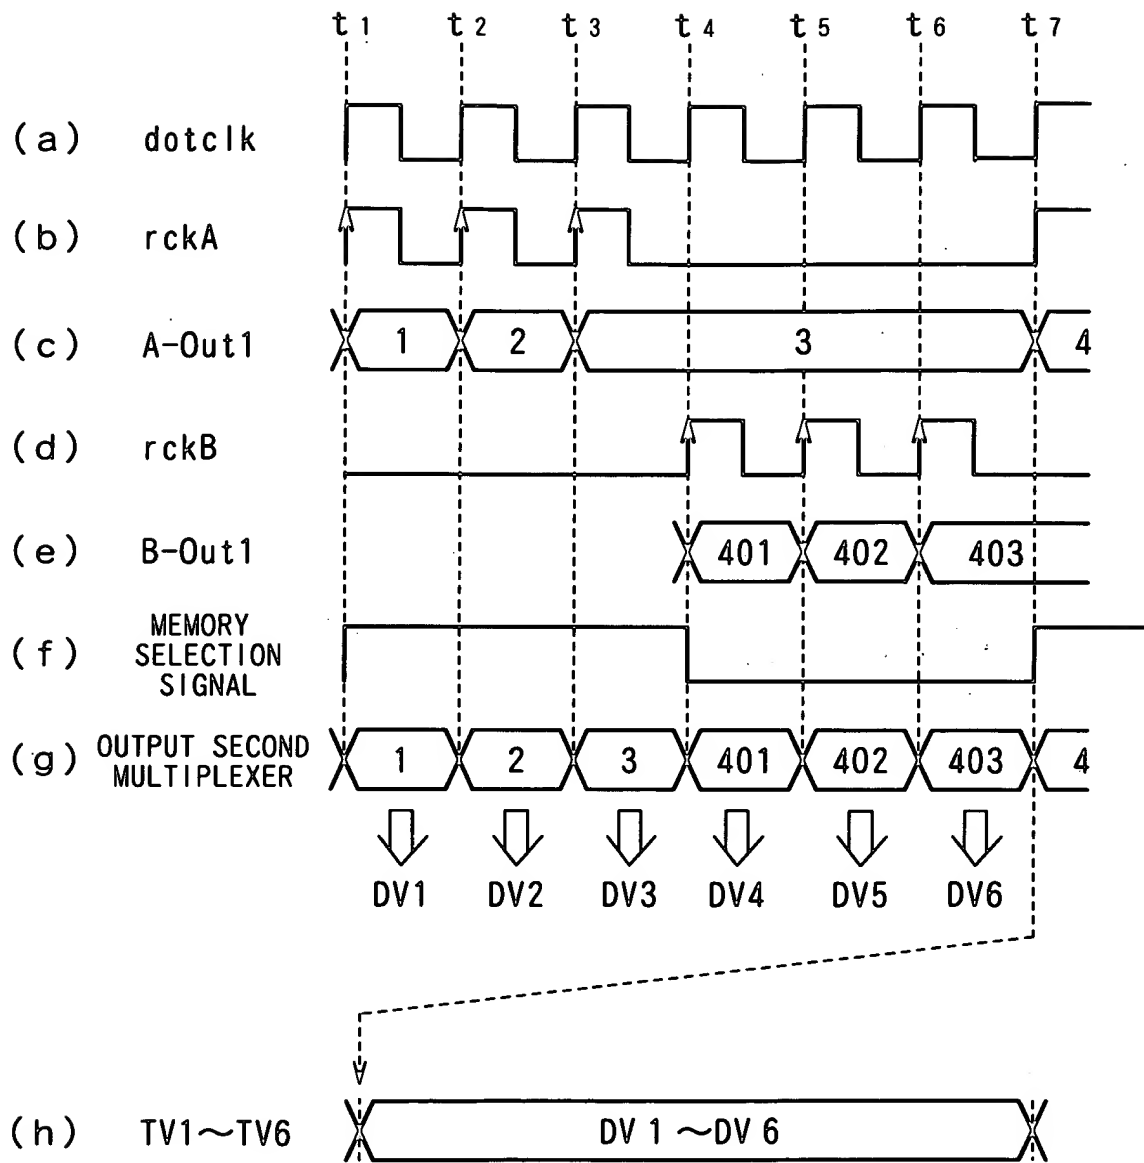 t1 t2 t3 t4 t5 t6 t7
(a) dotclk
(b) rckA
(c) A-Out1 1 2 3 4
(d) rckB
(e) B-Out1 401 402 403
(f) MEMORY
SELECTION
SIGNAL
(g) OUTPUT SECOND
MULTIPLEXER 1 2 3 401 402 403 4
DV1 DV2 DV3 DV4 DV5 DV6
(h) TV1～TV6 DV1～DV6